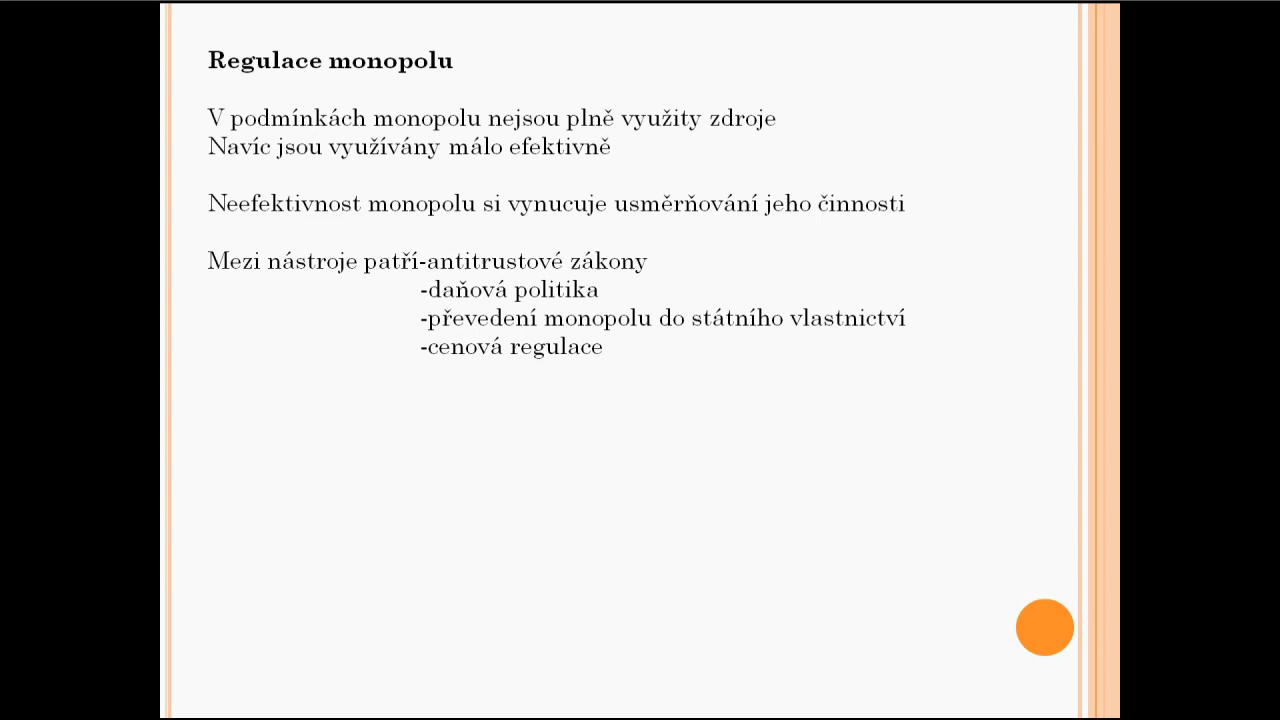 Regulace monopolu
V podmínkách monopolu nejsou plně využity zdroje
Navíc jsou využívány málo efektivně
Neefektivnost monopolu si vynucuje usměrňování jeho činnosti
Mezi nástroje patří-antitrustové zákony
-daňová politika
-převedení monopolu do státního vlastnictví
-cenová regulace